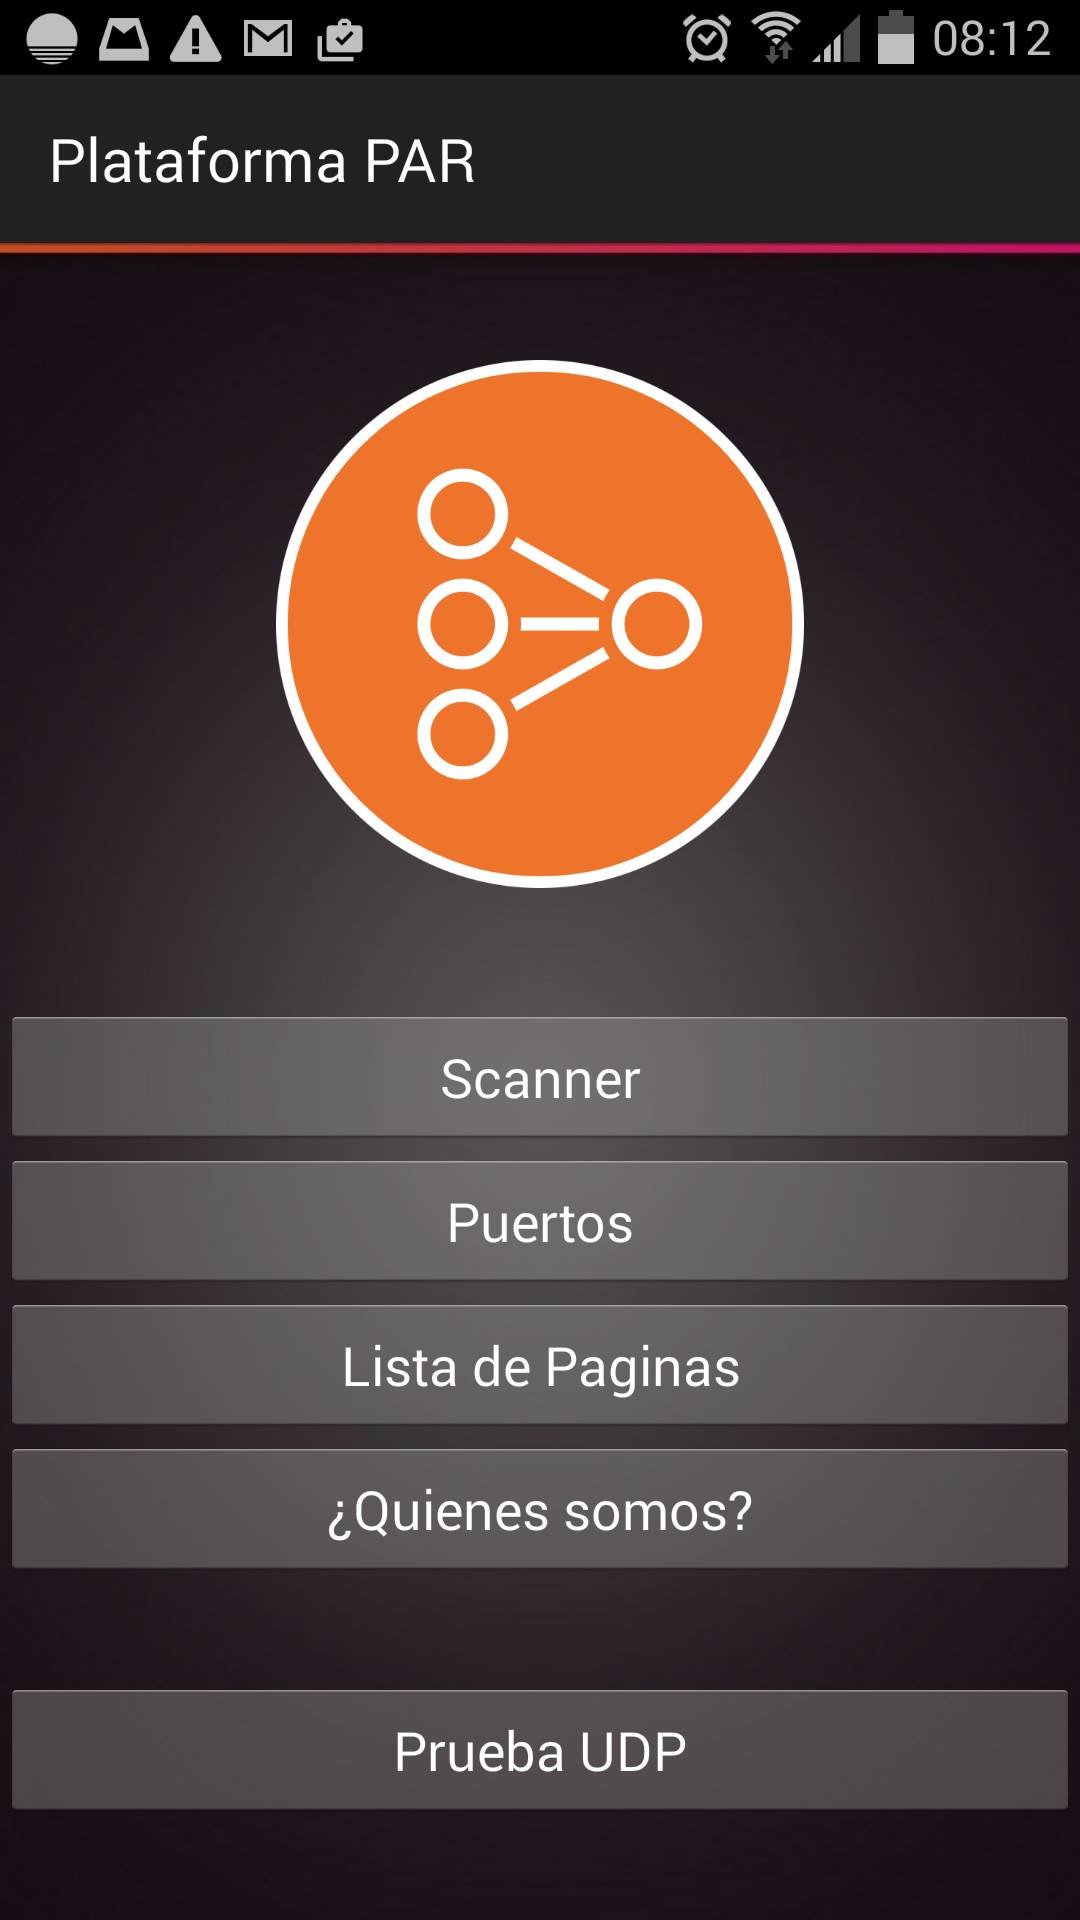 08:12
Plataforma PAR
Scanner
Puertos
Lista de Paginas
¿Quienes somos?
Prueba UDP